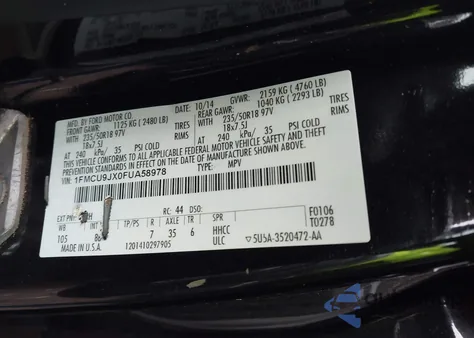 MFD. BY FORD MOTOR CO.
DATE: 10/14 GVWR: 2159 KG ( 4760 LB)
FRONT GAWR: 1125 KG ( 2480 LB) REAR GAWR: 1040 KG ( 2293 LB)
235/50R18 97V TIRES 235/50R18 97V TIRES
18x7.5J RIMS 18x7.5J RIMS
AT 240 kPa/ 35 PSI COLD AT 240 kPa/ 35 PSI COLD
THIS VEHICLE CONFORMS TO ALL APPLICABLE FEDERAL MOTOR
VEHICLE SAFETY AND THEFT PREVENTION STANDARDS IN EFFECT ON THE DATE OF MANUFACTURE SHOWN ABOVE.
VIN: 1FMCU9JX0FUA58978 TYPE: MPV
EXT PNT: RC: 44 DSO: F0106
TP/PS R AXLE TR SPR T0278
105 7 35 6 HHCC
MADE IN U.S.A. 1201410297905 ULC SU5A-3520472-AA